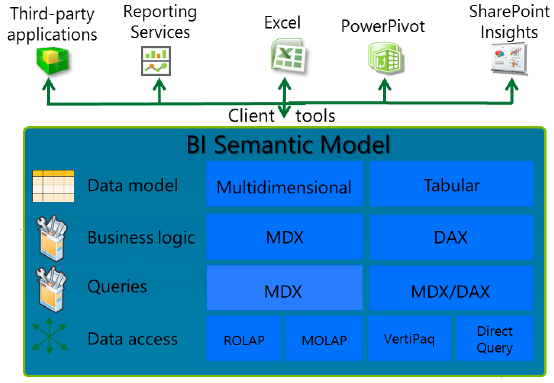 Third-party applications
Reporting Services
Excel
PowerPivot
SharePoint Insights
Client tools
BI Semantic Model
Data model
Multidimensional
Tabular
Business logic
MDX
DAX
Queries
MDX
MDX/DAX
Data access
ROLAP
MOLAP
VertiPaq
Direct Query